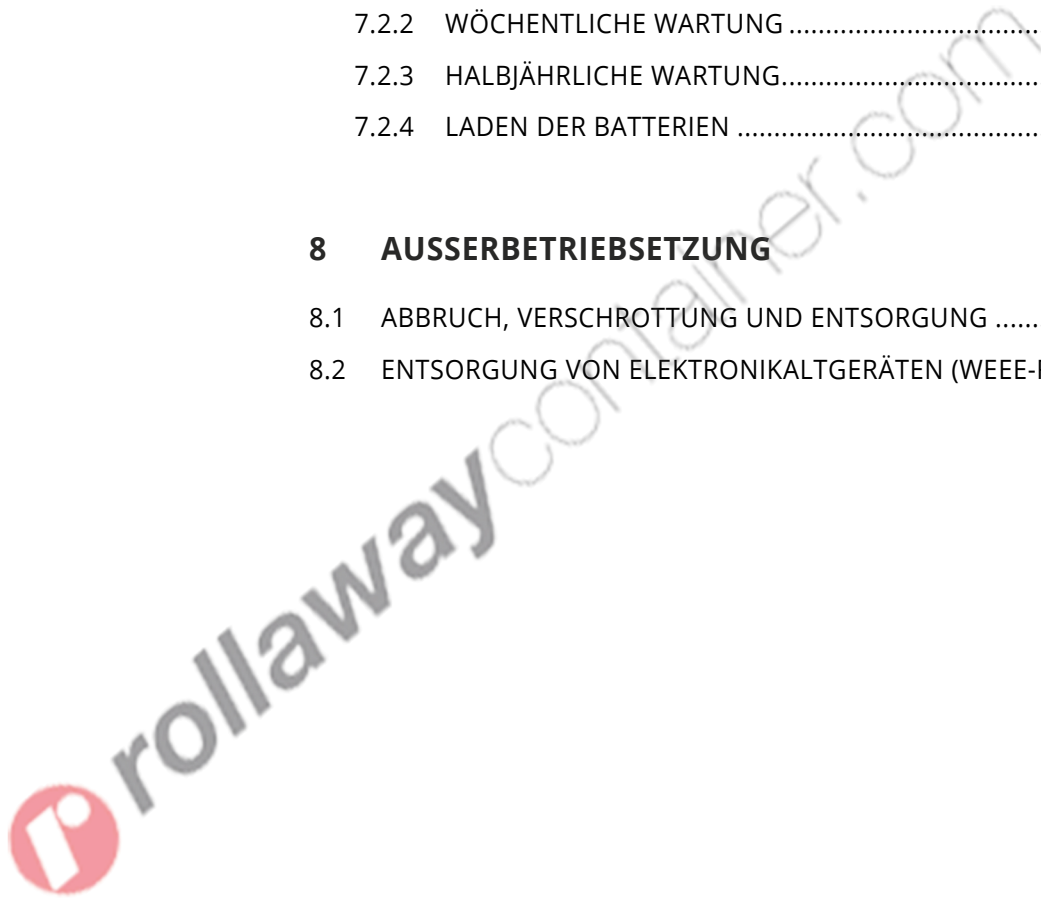 7.2.2 WÖCHENTLICHE WARTUNG ..................................
7.2.3 HALBJÄHRLICHE WARTUNG...................................
7.2.4 LADEN DER BATTERIEN .........................................
8 AUSSERBETRIEBSETZUNG
8.1 ABBRUCH, VERSCHROTTUNG UND ENTSORGUNG ......
8.2 ENTSORGUNG VON ELEKTRONIKALTGERÄTEN (WEEE-
rollawaycontainer.com